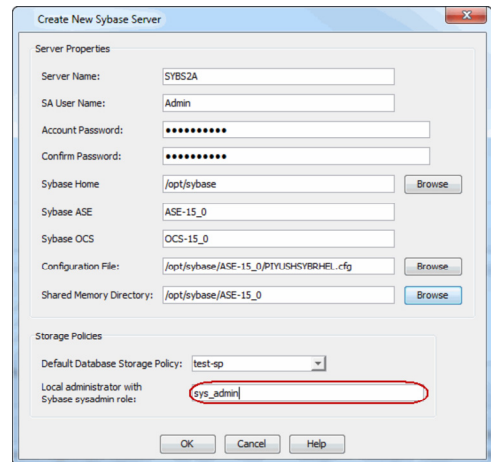 Create New Sybase Server
Server Properties
Server Name: SYBS2A
SA User Name: Admin
Account Password: ●●●●●●●●●●
Confirm Password: ●●●●●●●●●●
Sybase Home /opt/sybase Browse
Sybase ASE ASE-15_0
Sybase OCS OCS-15_0
Configuration File: /opt/sybase/ASE-15_0/PIYUSHSYBRHEL.cfg Browse
Shared Memory Directory: /opt/sybase/ASE-15_0 Browse
Storage Policies
Default Database Storage Policy: test-sp
Local administrator with
Sybase sysadmin role: sys_admin
OK Cancel Help